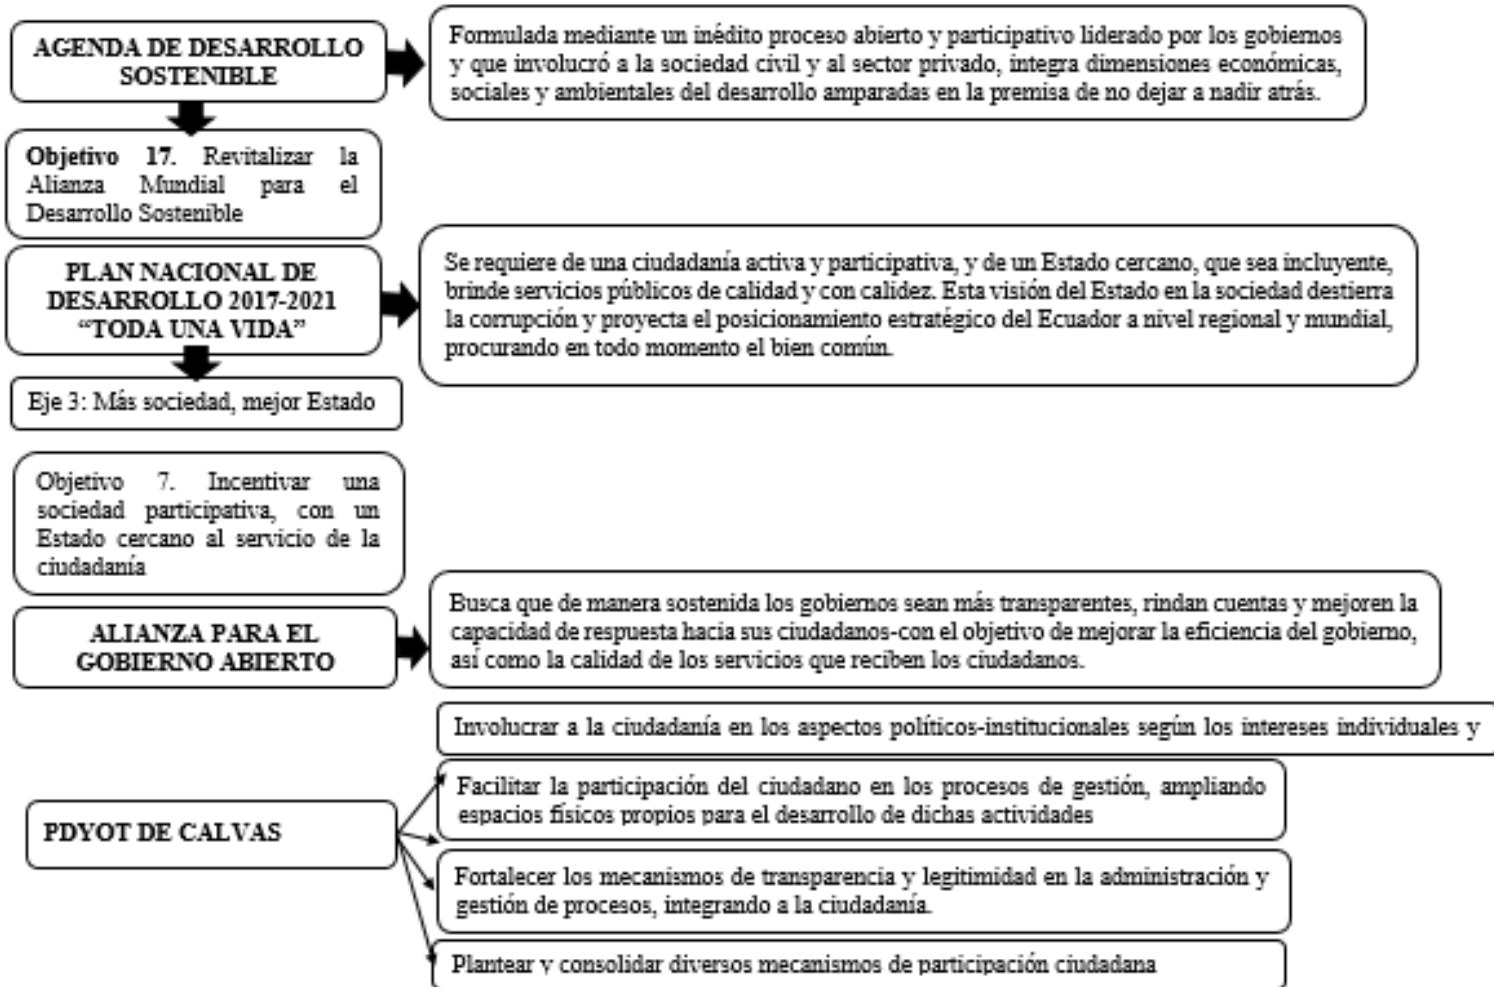 AGENDA DE DESARROLLO
SOSTENIBLE
Formulada mediante un inédito proceso abierto y participativo liderado por los gobiernos
y que involucró a la sociedad civil y al sector privado, integra dimensiones económicas,
sociales y ambientales del desarrollo amparadas en la premisa de no dejar a nadir atrás.
Objetivo 17. Revitalizar la
Alianza Mundial para el
Desarrollo Sostenible
PLAN NACIONAL DE
DESARROLLO 2017-2021
“TODA UNA VIDA”
Se requiere de una ciudadanía activa y participativa, y de un Estado cercano, que sea incluyente,
brinde servicios públicos de calidad y con calidez. Esta visión del Estado en la sociedad destierra
la corrupción y proyecta el posicionamiento estratégico del Ecuador a nivel regional y mundial,
procurando en todo momento el bien común.
Eje 3: Más sociedad, mejor Estado
Objetivo 7. Incentivar una
sociedad participativa, con un
Estado cercano al servicio de la
ciudadanía
ALIANZA PARA EL
GOBIERNO ABIERTO
Busca que de manera sostenida los gobiernos sean más transparentes, rindan cuentas y mejoren la
capacidad de respuesta hacia sus ciudadanos-con el objetivo de mejorar la eficiencia del gobierno,
así como la calidad de los servicios que reciben los ciudadanos.
PDYOT DE CALVAS
Involucrar a la ciudadanía en los aspectos políticos-institucionales según los intereses individuales y
Facilitar la participación del ciudadano en los procesos de gestión, ampliando
espacios físicos propios para el desarrollo de dichas actividades
Fortalecer los mecanismos de transparencia y legitimidad en la administración y
gestión de procesos, integrando a la ciudadanía.
Plantear y consolidar diversos mecanismos de participación ciudadana